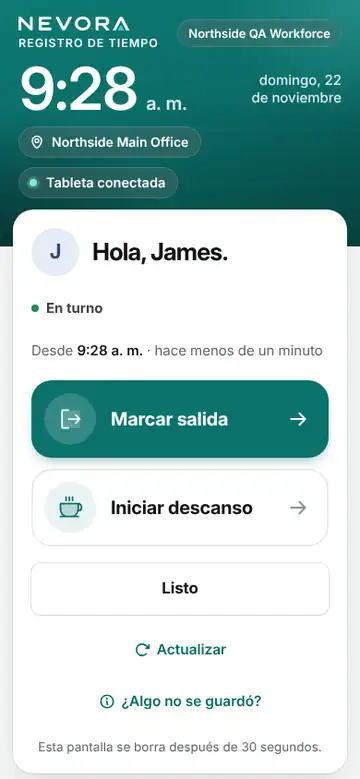 NEVORA
REGISTRO DE TIEMPO
Northside QA Workforce
9:28 a. m.
domingo, 22
de noviembre
Northside Main Office
Tableta conectada
J
Hola, James.
En turno
Desde 9:28 a. m. · hace menos de un minuto
Marcar salida
Iniciar descanso
Listo
Actualizar
¿Algo no se guardó?
Esta pantalla se borra después de 30 segundos.